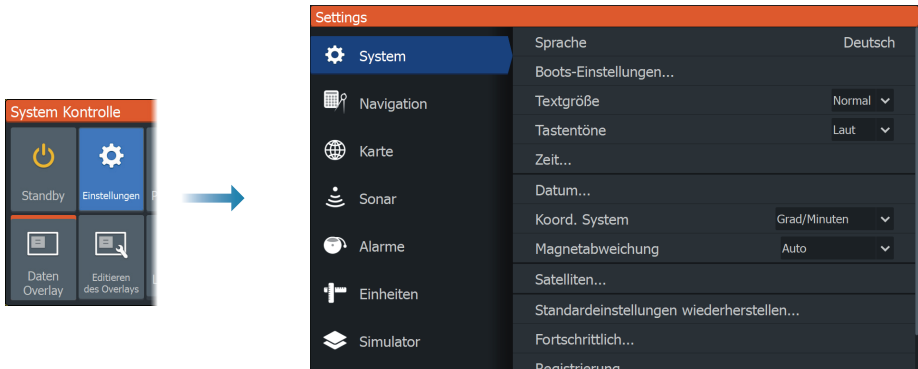 System Kontrolle
Standby
Einstellungen
Daten
Overlay
Editieren
des Overlays
Settings
System
Navigation
Karte
Sonar
Alarme
Einheiten
Simulator
Sprache Deutsch
Boots-Einstellungen...
Textgröße Normal
Tastentöne Laut
Zeit...
Datum...
Koord. System Grad/Minuten
Magnetabweichung Auto
Satelliten...
Standardeinstellungen wiederherstellen...
Fortschrittlich...
Registrierung